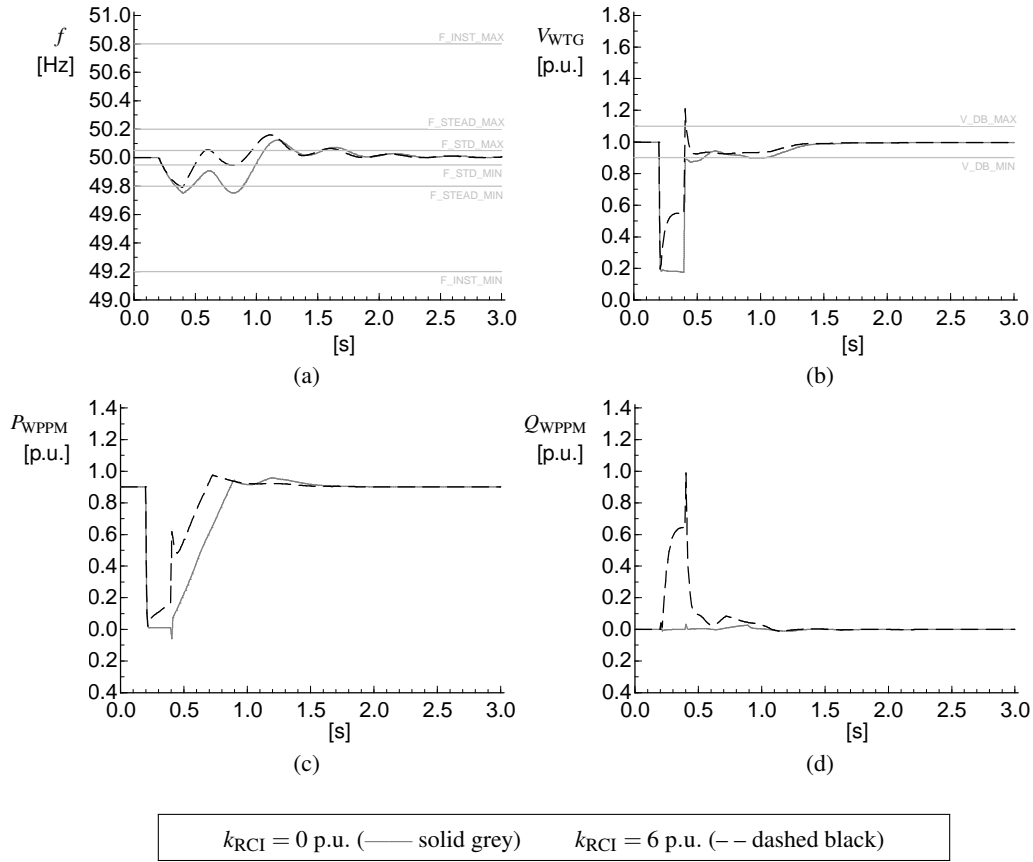 f
[Hz]
51.0
50.8
50.6
50.4
50.2
50.0
49.8
49.6
49.4
49.2
49.0
F_INST_MAX
F_STEAD_MAX
F_STD_MAX
F_STD_MIN
F_STEAD_MIN
F_INST_MIN
0.0 0.5 1.0 1.5 2.0 2.5 3.0
[s]
(a)
VWTG
[p.u.]
1.8
1.6
1.4
1.2
1.0
0.8
0.6
0.4
0.2
0.0
V_DB_MAX
V_DB_MIN
0.0 0.5 1.0 1.5 2.0 2.5 3.0
[s]
(b)
PWPPM
[p.u.]
1.4
1.2
1.0
0.8
0.6
0.4
0.2
0.0
0.2
0.4
0.0 0.5 1.0 1.5 2.0 2.5 3.0
[s]
(c)
QWPPM
[p.u.]
1.4
1.2
1.0
0.8
0.6
0.4
0.2
0.0
0.2
0.4
0.0 0.5 1.0 1.5 2.0 2.5 3.0
[s]
(d)
kRCI = 0 p.u. (—— solid grey) kRCI = 6 p.u. (– – dashed black)